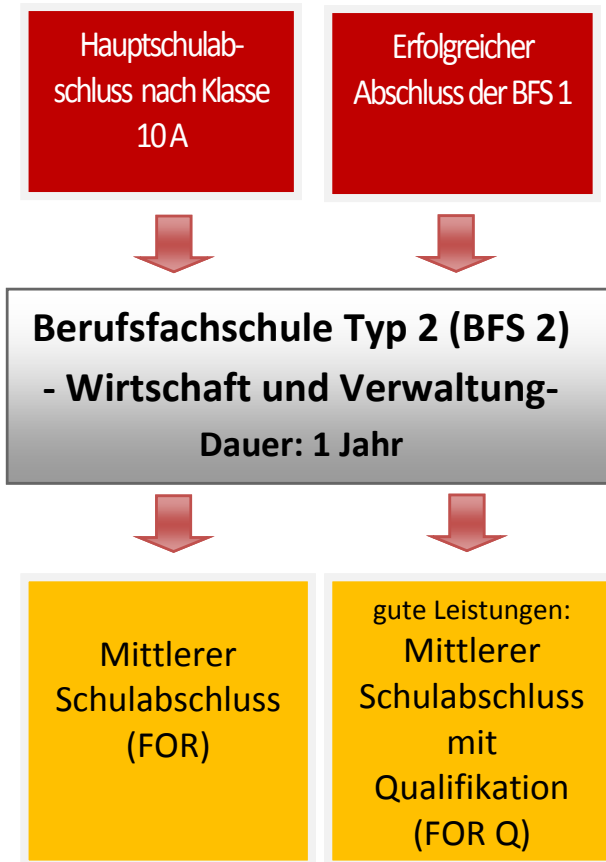 Hauptschulab-
schluss nach Klasse
10 A
Erfolgreicher
Abschluss der BFS 1
Berufsfachschule Typ 2 (BFS 2)
- Wirtschaft und Verwaltung-
Dauer: 1 Jahr
Mittlerer
Schulabschluss
(FOR)
gute Leistungen:
Mittlerer
Schulabschluss
mit
Qualifikation
(FOR Q)